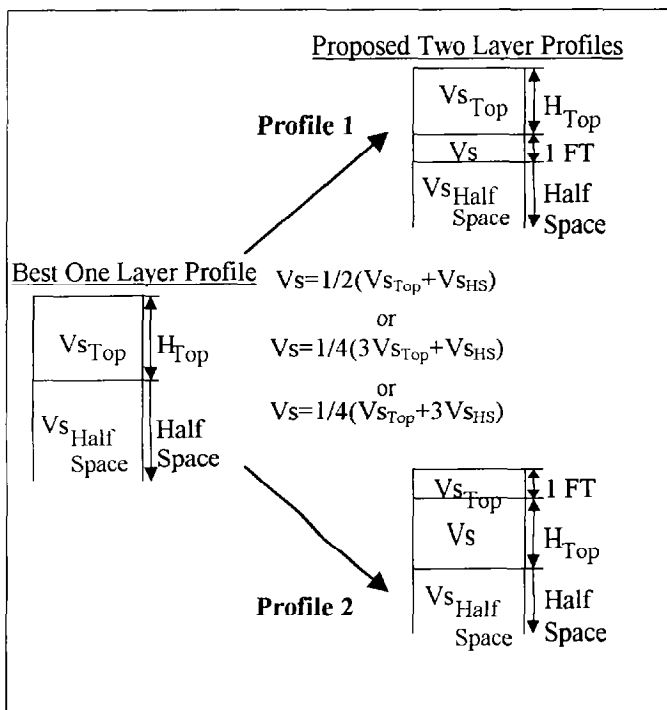 Proposed Two Layer Profiles
Vs_Top
H_Top
Profile 1
Vs
1 FT
Vs_Half Space
Half Space
Best One Layer Profile
Vs_Top
H_Top
Vs_Half Space
Half Space
Vs=1/2(Vs_Top+Vs_HS)
or
Vs=1/4(3Vs_Top+Vs_HS)
or
Vs=1/4(Vs_Top+3Vs_HS)
Vs_Top
1 FT
Vs
H_Top
Profile 2
Vs_Half Space
Half Space